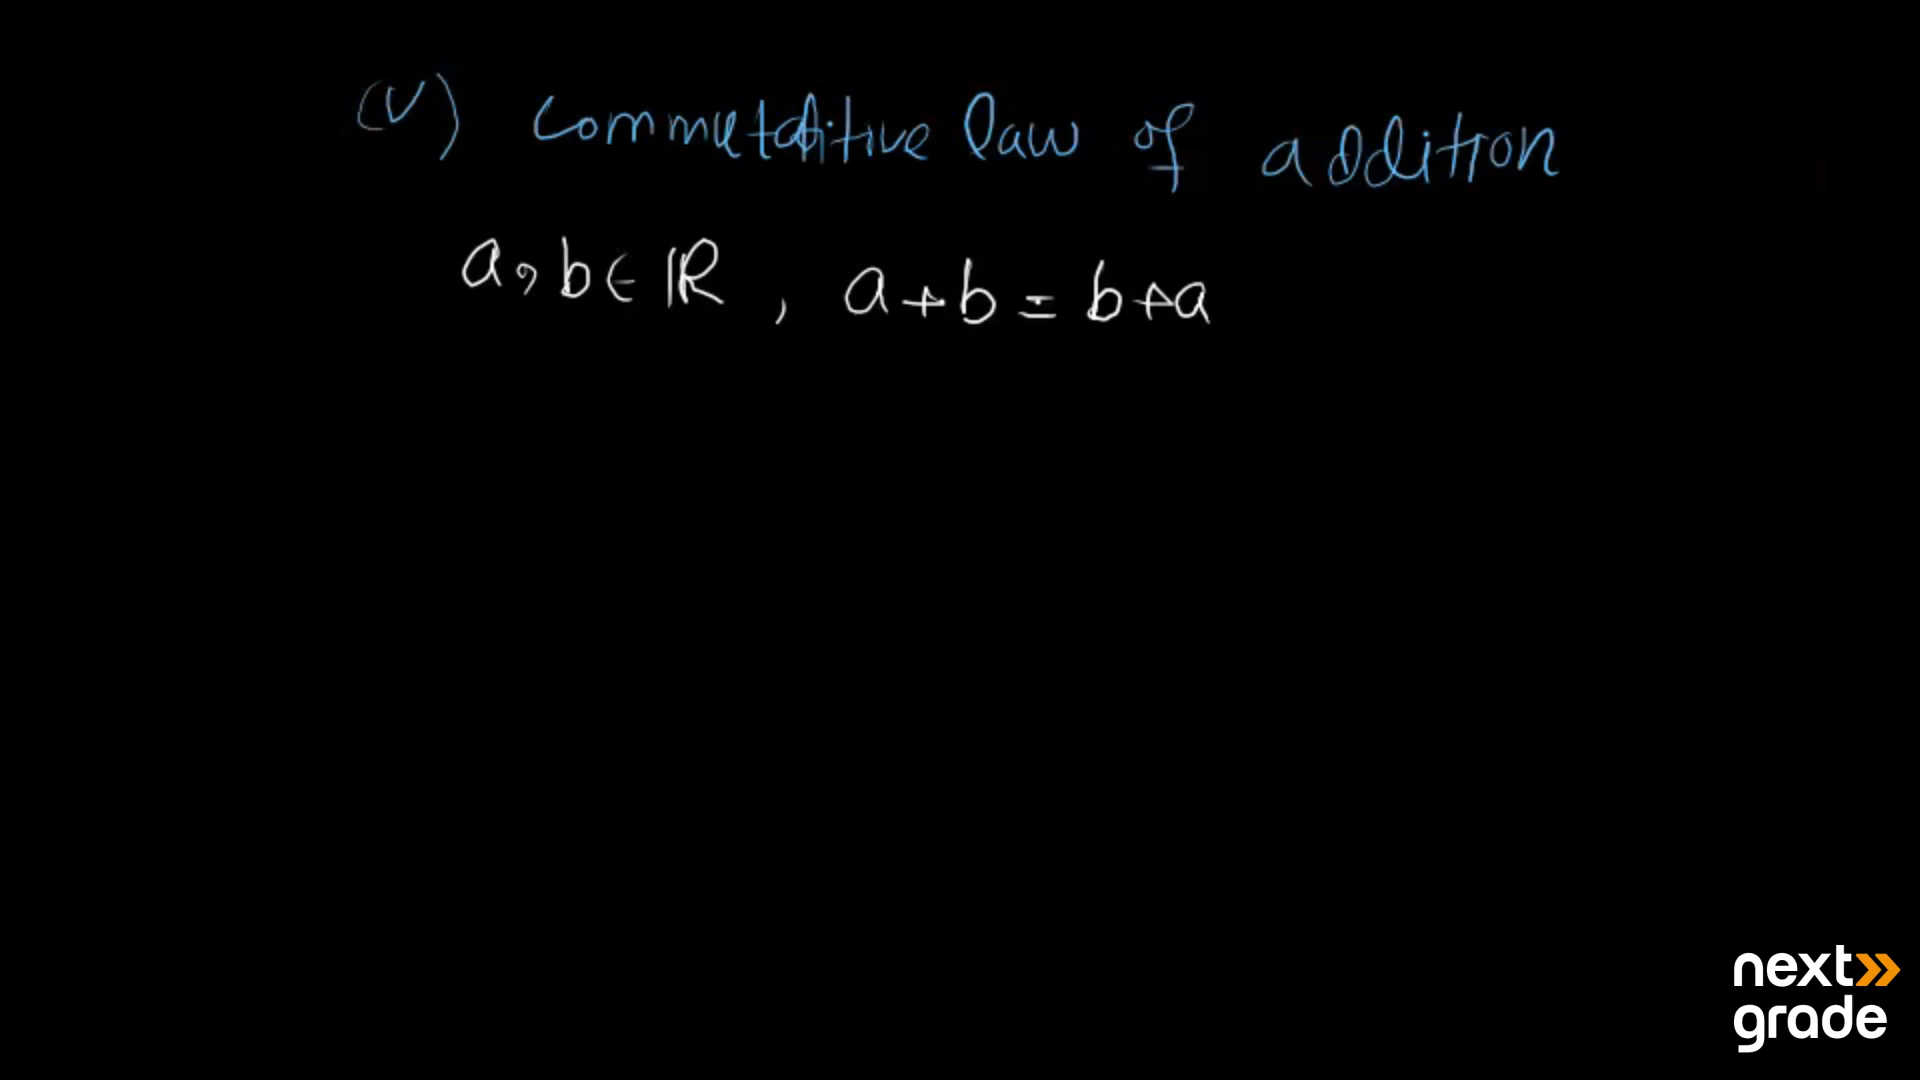 (V) commutative law of addition
a, b ∈ ℝ , a + b = b + a
next
grade